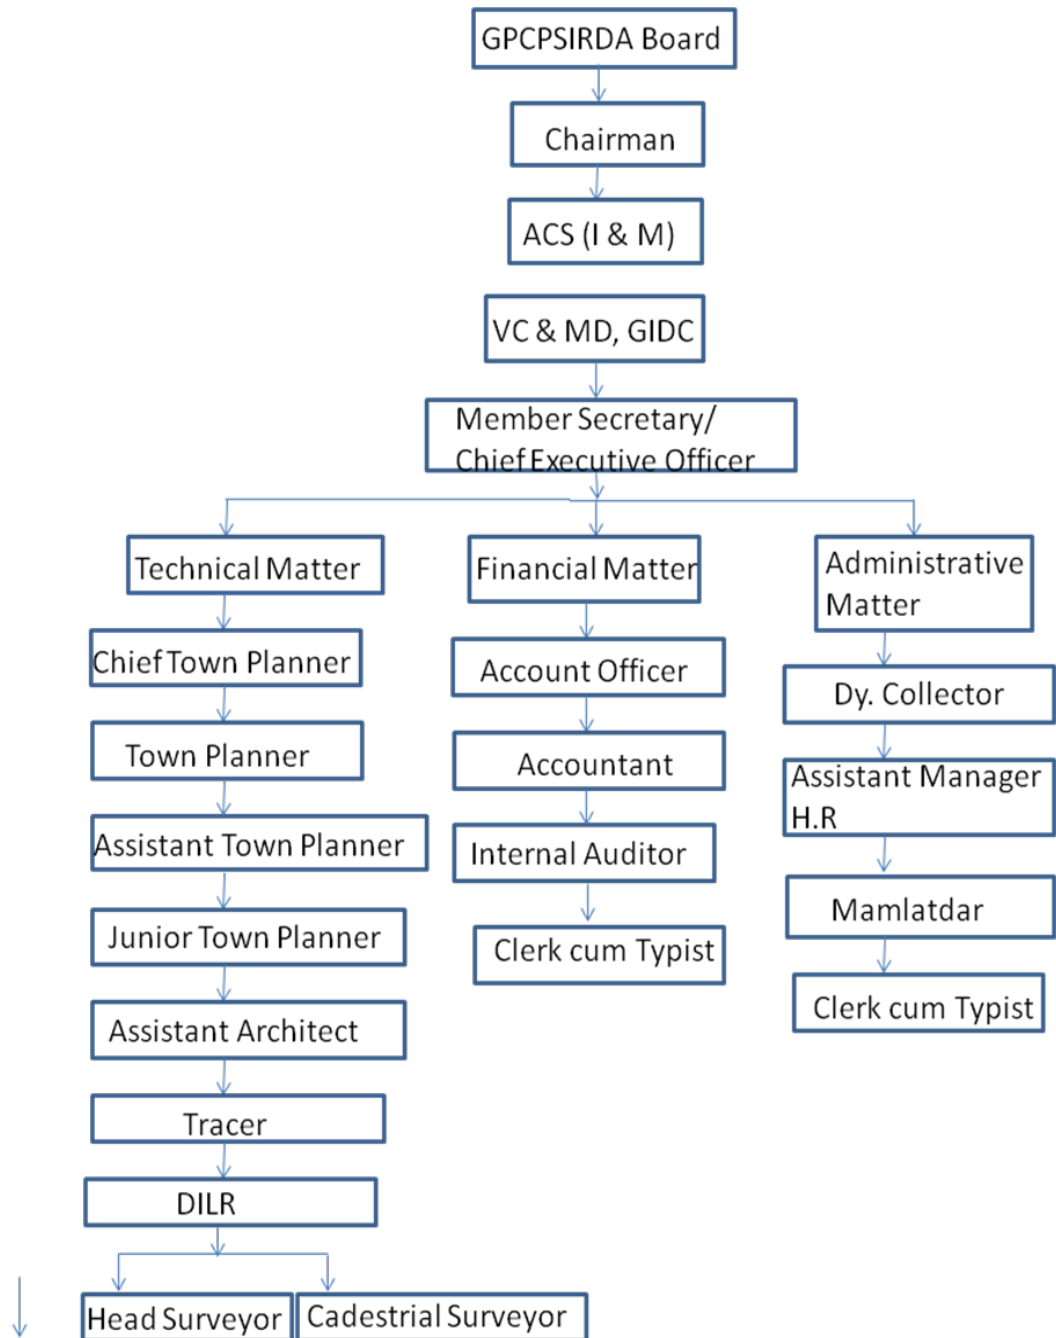 GPCPSIRDA Board
Chairman
ACS (I & M)
VC & MD, GIDC
Member Secretary/
Chief Executive Officer
Technical Matter
Chief Town Planner
Town Planner
Assistant Town Planner
Junior Town Planner
Assistant Architect
Tracer
DILR
Head Surveyor
Cadestrial Surveyor
Financial Matter
Account Officer
Accountant
Internal Auditor
Clerk cum Typist
Administrative
Matter
Dy. Collector
Assistant Manager
H.R
Mamlatdar
Clerk cum Typist